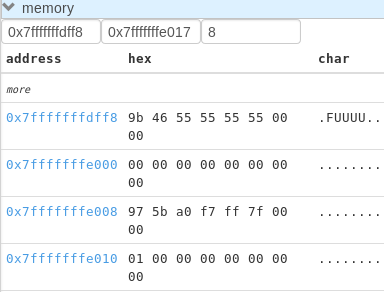 memory
0x7fffffffdff8 0x7fffffffe017 8
address hex char
more
0x7fffffffdff8 9b 46 55 55 55 55 00 .FUUUU..
00
0x7fffffffe000 00 00 00 00 00 00 00 ........
00
0x7fffffffe008 97 5b a0 f7 ff 7f 00 ........
00
0x7fffffffe010 01 00 00 00 00 00 00 ........
00